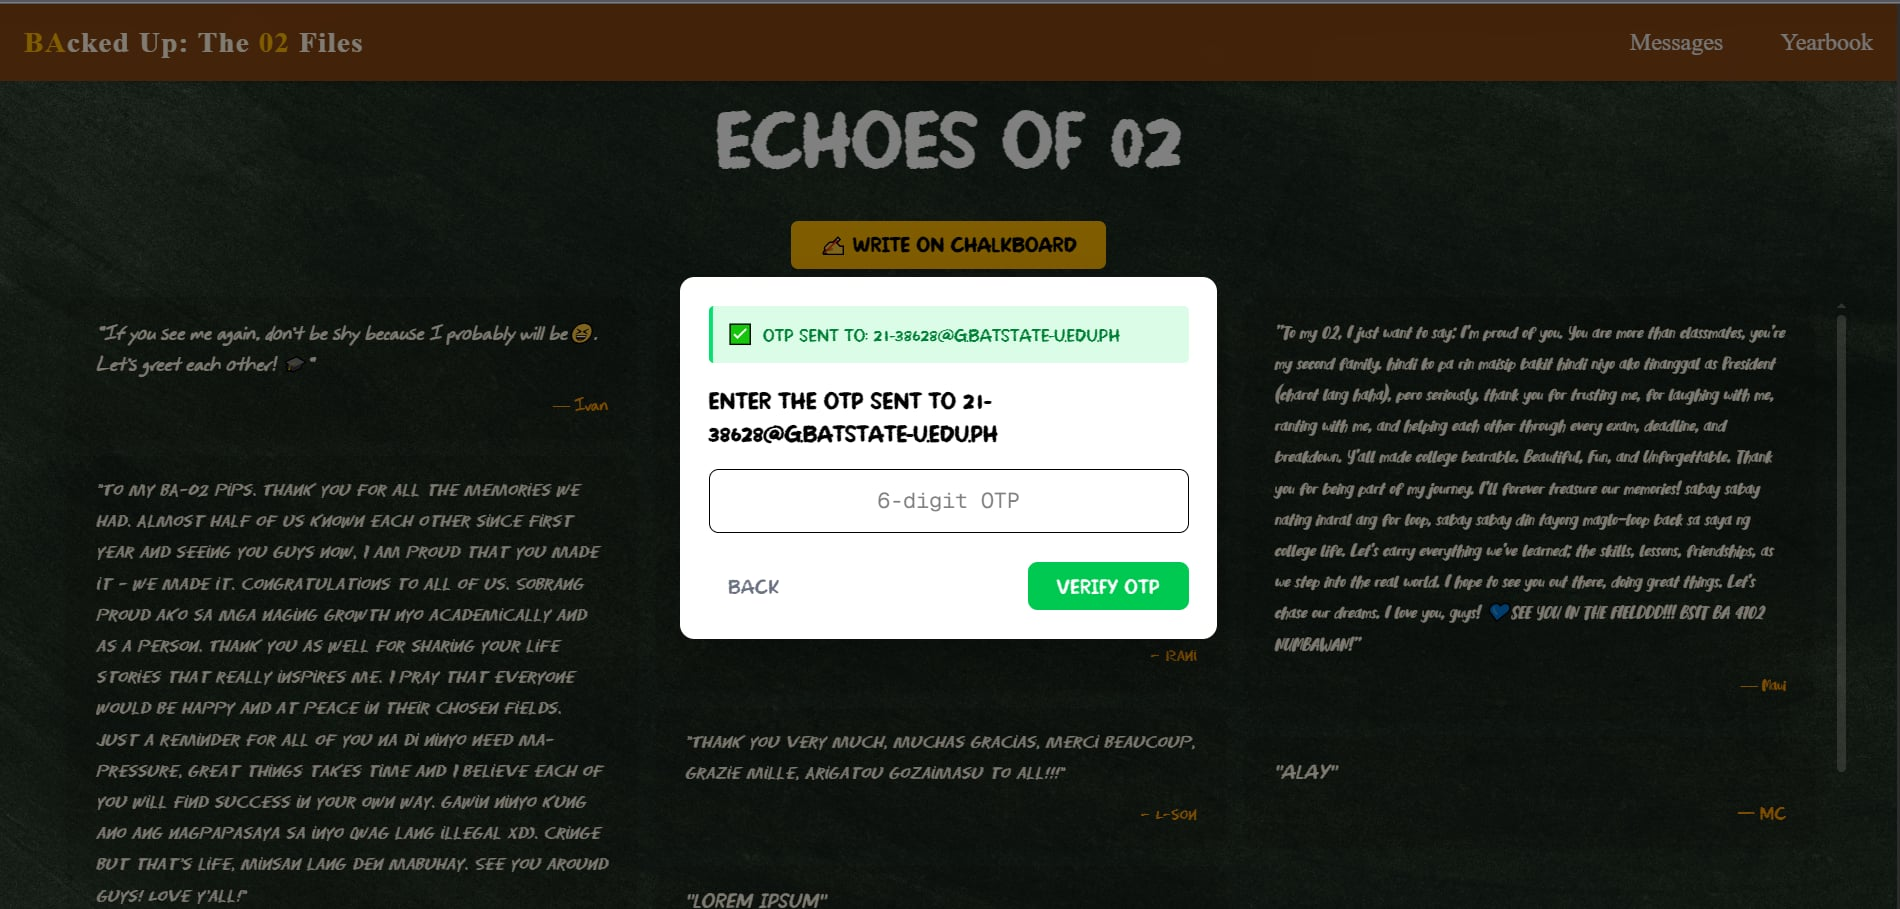 BAcked Up: The 02 Files
Messages
Yearbook
ECHOES OF 02
WRITE ON CHALKBOARD
OTP SENT TO: 21-38628@G.BATSTATE-U.EDU.PH
ENTER THE OTP SENT TO 21-
38628@G.BATSTATE-U.EDU.PH
6-digit OTP
BACK
VERIFY OTP
"If you see me again, don't be shy because I probably will be 😆.
Let's greet each other! 🎓"
— Ivan
"TO MY BA-02 PIPS. THANK YOU FOR ALL THE MEMORIES WE
HAD. ALMOST HALF OF US KNOWN EACH OTHER SINCE FIRST
YEAR AND SEEING YOU GUYS NOW, I AM PROUD THAT YOU MADE
IT - WE MADE IT. CONGRATULATIONS TO ALL OF US. SOBRANG
PROUD AKO SA MGA NAGING GROWTH NYO ACADEMICALLY AND
AS A PERSON. THANK YOU AS WELL FOR SHARING YOUR LIFE
STORIES THAT REALLY INSPIRES ME. I PRAY THAT EVERYONE
WOULD BE HAPPY AND AT PEACE IN THEIR CHOSEN FIELDS.
JUST A REMINDER FOR ALL OF YOU NA DI NINYO NEED MA-
PRESSURE, GREAT THINGS TAKES TIME AND I BELIEVE EACH OF
YOU WILL FIND SUCCESS IN YOUR OWN WAY. GAWIN NINYO KUNG
ANO ANG NAGPAPASAYA SA INYO (WAG LANG ILLEGAL XD). CRINGE
BUT THAT'S LIFE, MINSAN LANG DEN MABUHAY. SEE YOU AROUND
GUYS! LOVE Y'ALL!"
— RANI
"THANK YOU VERY MUCH, MUCHAS GRACIAS, MERCI BEAUCOUP,
GRAZIE MILLE, ARIGATOU GOZAIMASU TO ALL!!!"
— L-SON
"LOREM IPSUM"
"To my 02, I just want to say; I'm proud of you. You are more than classmates, you're
my second family. hindi ko pa rin maisip bakit hindi niyo ako tinanggal as President
(charot lang haha), pero seriously, thank you for trusting me, for laughing with me,
ranting with me, and helping each other through every exam, deadline, and
breakdown. Y'all made college bearable. Beautiful, Fun, and Unforgettable. Thank
you for being part of my journey. I'll forever treasure our memories! sabay sabay
nating inaral ang for loop, sabay sabay din tayong maglo-loop back sa saya ng
college life. Let's carry everything we've learned; the skills, lessons, friendships, as
we step into the real world. I hope to see you out there, doing great things. Let's
chase our dreams. I love you, guys! 💙SEE YOU IN THE FIELDDD!!! BSIT BA 4102
NUMBAWAN!"
— Maui
"ALAY"
— MC